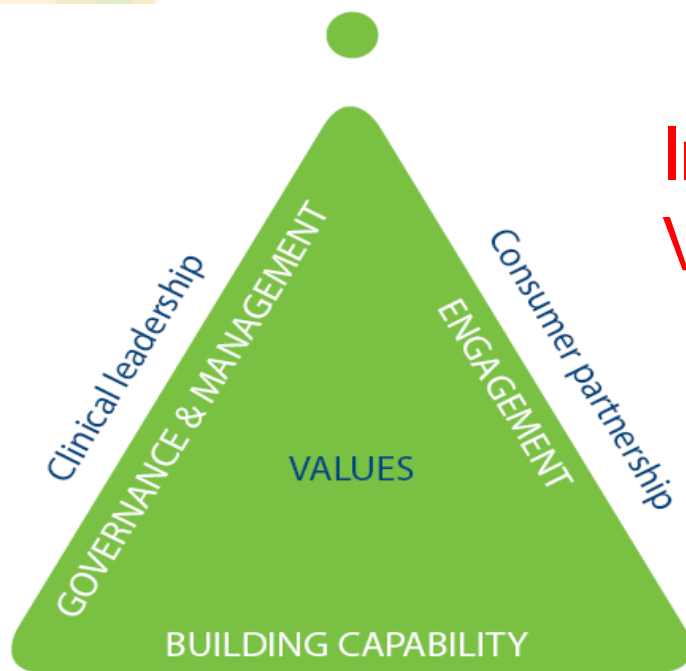 Clinical leadership
GOVERNANCE & MANAGEMENT
Consumer partnership
ENGAGEMENT
VALUES
BUILDING CAPABILITY